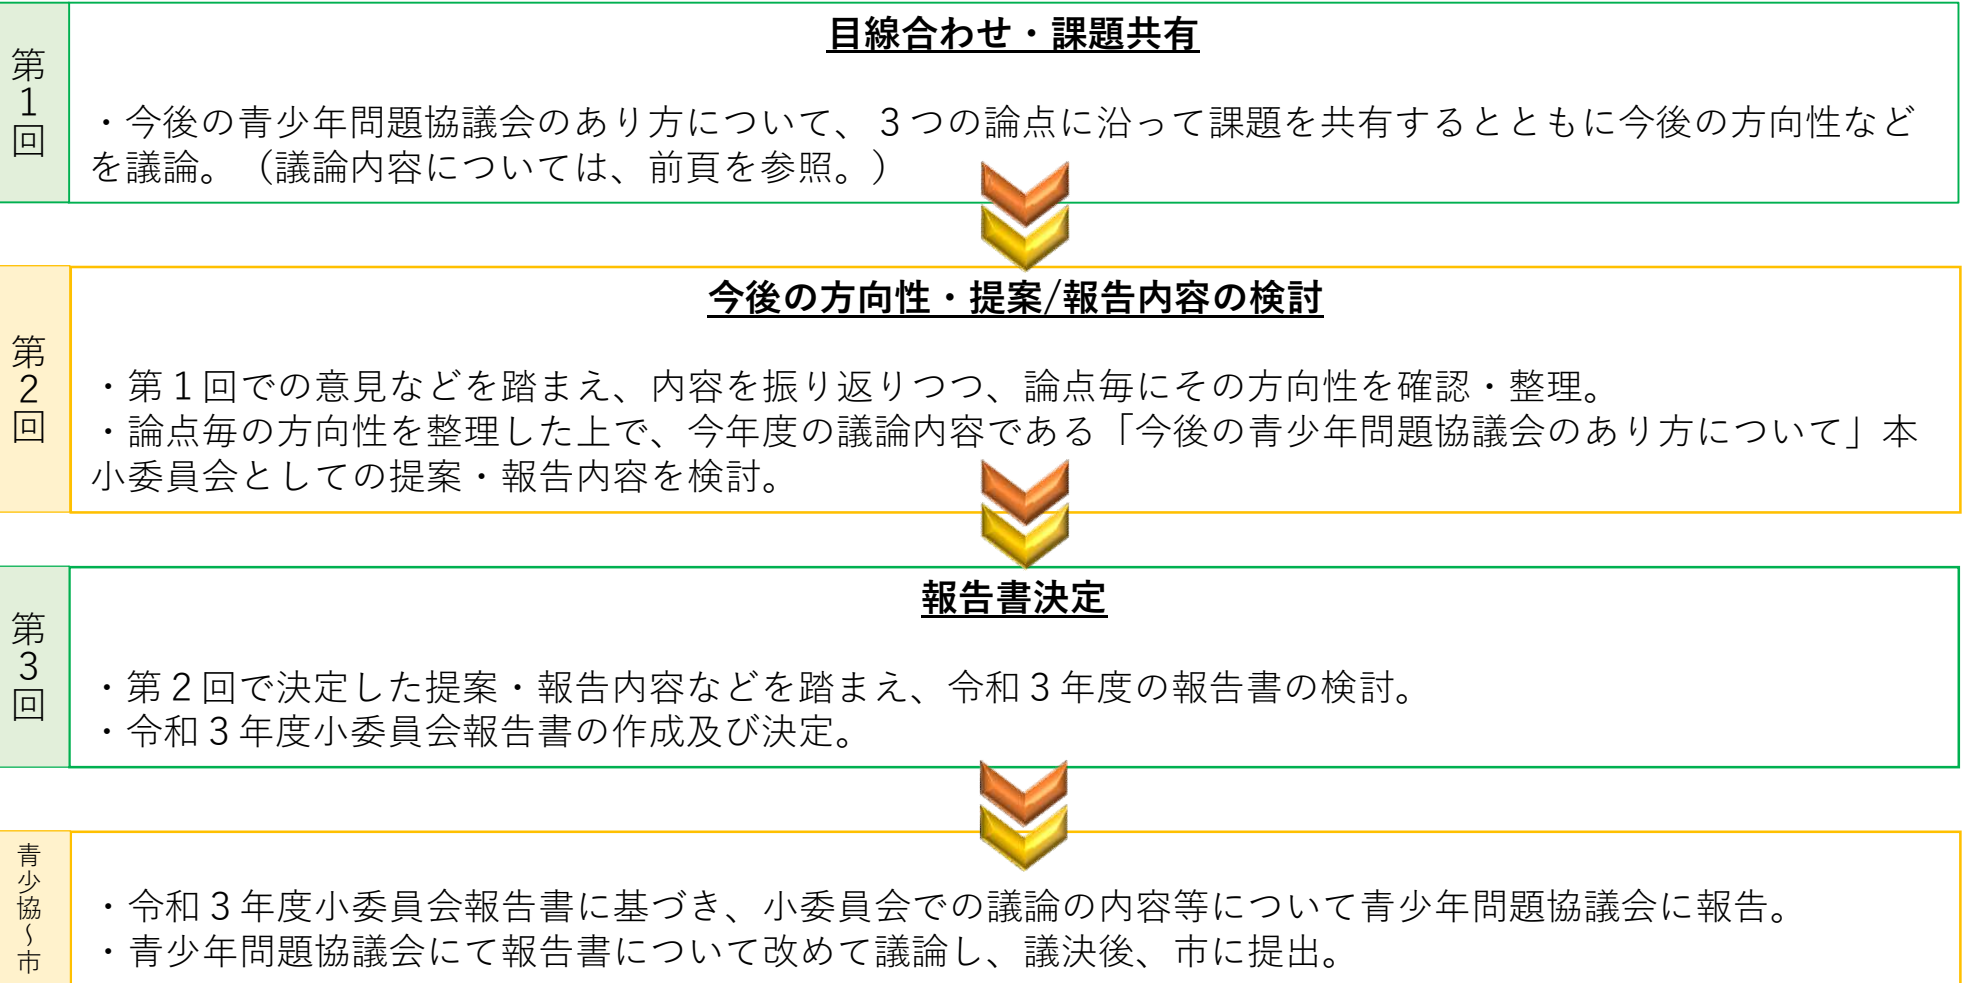 第1回
目線合わせ・課題共有
・今後の青少年問題協議会のあり方について、３つの論点に沿って課題を共有するとともに今後の方向性など
を議論。（議論内容については、前頁を参照。）
第2回
今後の方向性・提案/報告内容の検討
・第１回での意見などを踏まえ、内容を振り返りつつ、論点毎にその方向性を確認・整理。
・論点毎の方向性を整理した上で、今年度の議論内容である「今後の青少年問題協議会のあり方について」本
小委員会としての提案・報告内容を検討。
第3回
報告書決定
・第２回で決定した提案・報告内容などを踏まえ、令和３年度の報告書の検討。
・令和３年度小委員会報告書の作成及び決定。
青少協～市
・令和３年度小委員会報告書に基づき、小委員会での議論の内容等について青少年問題協議会に報告。
・青少年問題協議会にて報告書について改めて議論し、議決後、市に提出。